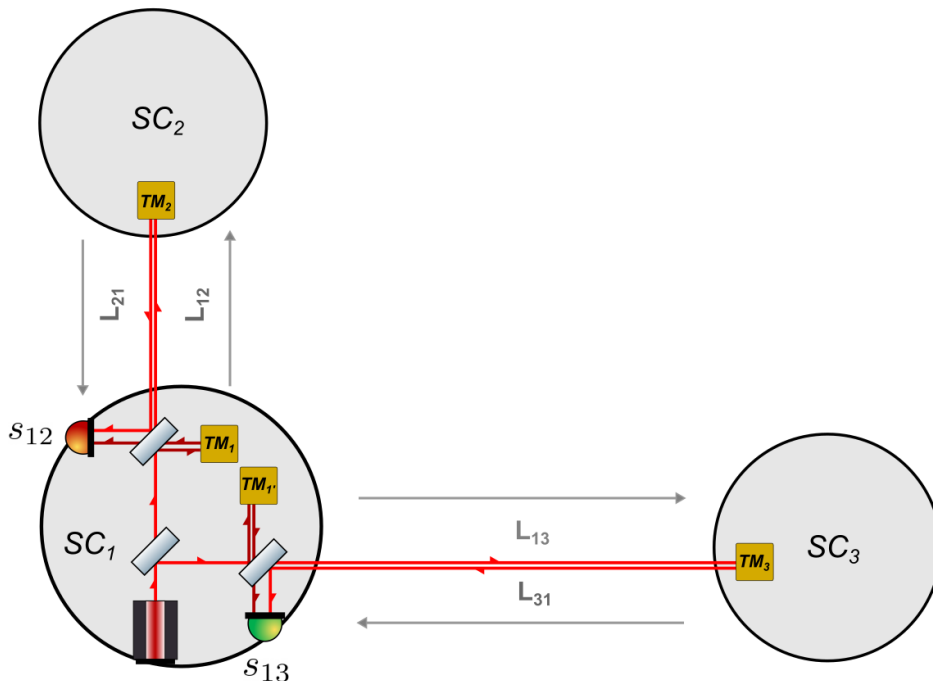 SC₂
TM₂
L₂₁
L₁₂
s₁₂
TM₁
TM₁'
SC₁
L₁₃
SC₃
TM₃
L₃₁
s₁₃